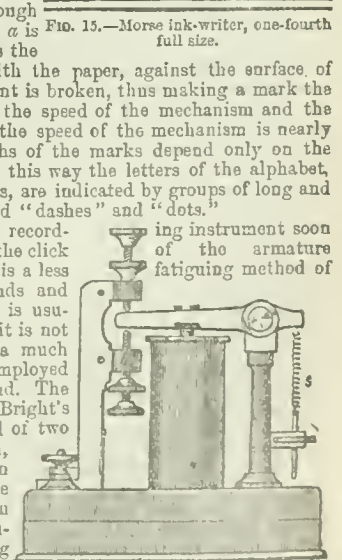 ough
a is
s the
FIG. 15.—Morse ink-writer, one-fourth
full size.
ith the paper, against the surface of
nt is broken, thus making a mark the
the speed of the mechanism and the
the speed of the mechanism is nearly
hs of the marks depend only on the
this way the letters of the alphabet,
s, are indicated by groups of long and
d "dashes" and "dots."
record- ing instrument soon
the click of the armature
is a less fatiguing method of
nds and
is usu-
it is not
a much
mployed
nd. The
Bright's
l of two
s